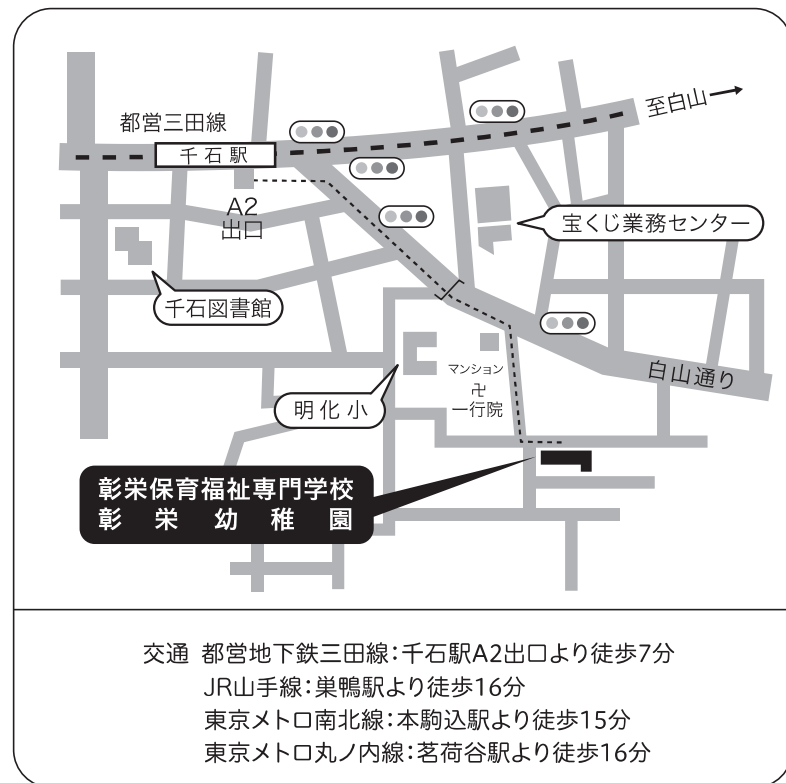 都営三田線
千石駅
至白山
A2
出口
宝くじ業務センター
千石図書館
マンション
卍
一行院
明化小
白山通り
彰栄保育福祉専門学校
彰栄幼稚園
交通 都営地下鉄三田線：千石駅A2出口より徒歩7分
JR山手線：巣鴨駅より徒歩16分
東京メトロ南北線：本駒込駅より徒歩15分
東京メトロ丸ノ内線：茗荷谷駅より徒歩16分